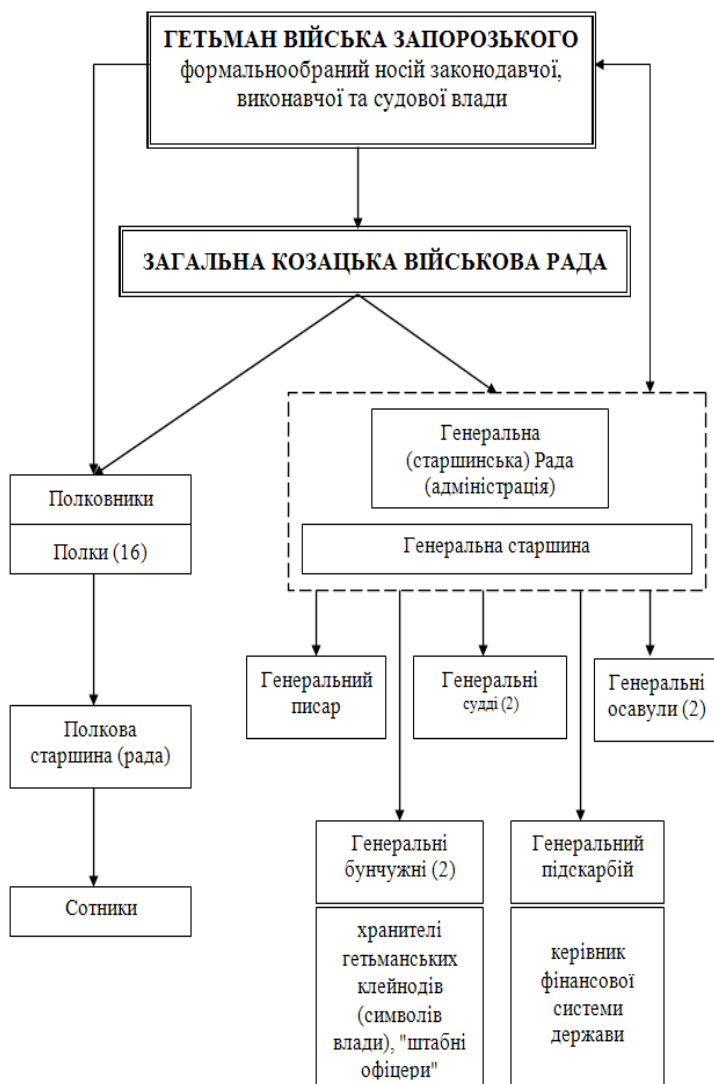 ГЕТЬМАН ВІЙСЬКА ЗАПОРОЗЬКОГО
формальнообраний носій законодавчої,
виконавчої та судової влади
ЗАГАЛЬНА КОЗАЦЬКА ВІЙСЬКОВА РАДА
Генеральна
(старшинська) Рада
(адміністрація)
Генеральна старшина
Полковники
Полки (16)
Генеральний
писар
Генеральні
судді (2)
Генеральні
осавули (2)
Полкова
старшина (рада)
Сотники
Генеральні
бунчужні (2)
хранителі
гетьманських
клейнодів
(символів
влади), "штабні
офіцери"
Генеральний
підскарбій
керівник
фінансової
системи
держави